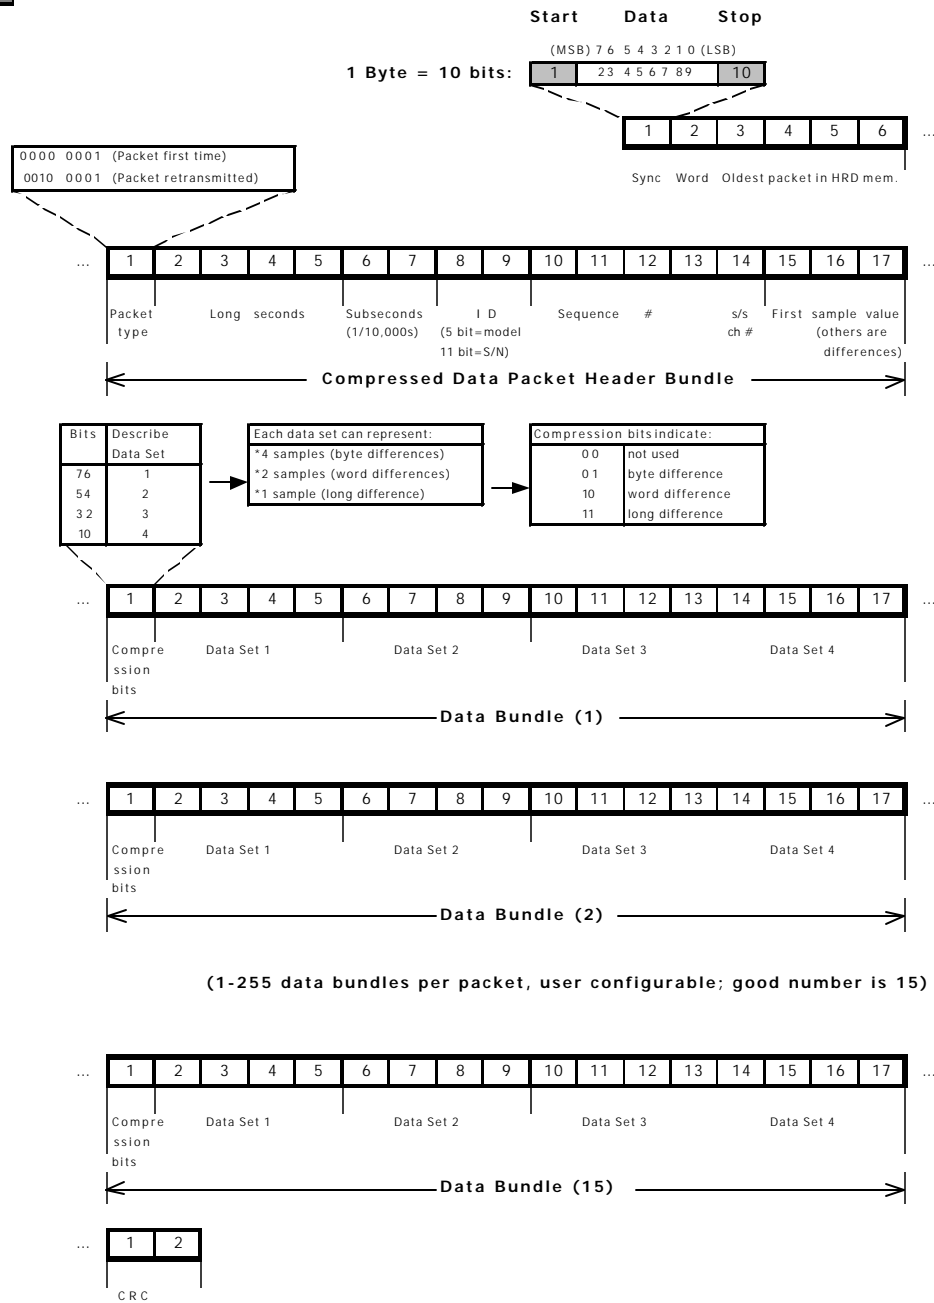 Start Data Stop
(MSB) 7 6 5 4 3 2 1 0 (LSB)
1 Byte = 10 bits: 1 2 3 4 5 6 7 8 9 10
1 2 3 4 5 6 ...
Sync Word Oldest packet in HRD mem.
0000 0001 (Packet first time)
0010 0001 (Packet retransmitted)
... 1 2 3 4 5 6 7 8 9 10 11 12 13 14 15 16 17 ...
Packet Long seconds Subseconds I D Sequence # s/s First sample value
type (1/10,000s) (5 bit=model ch # (others are
11 bit=S/N) differences)
Compressed Data Packet Header Bundle
Bits Describe
Data Set
76 1
54 2
32 3
10 4
Each data set can represent:
*4 samples (byte differences)
*2 samples (word differences)
*1 sample (long difference)
Compression bits indicate:
00 not used
01 byte difference
10 word difference
11 long difference
... 1 2 3 4 5 6 7 8 9 10 11 12 13 14 15 16 17 ...
Compre Data Set 1 Data Set 2 Data Set 3 Data Set 4
ssion
bits
Data Bundle (1)
... 1 2 3 4 5 6 7 8 9 10 11 12 13 14 15 16 17 ...
Compre Data Set 1 Data Set 2 Data Set 3 Data Set 4
ssion
bits
Data Bundle (2)
(1-255 data bundles per packet, user configurable; good number is 15)
... 1 2 3 4 5 6 7 8 9 10 11 12 13 14 15 16 17 ...
Compre Data Set 1 Data Set 2 Data Set 3 Data Set 4
ssion
bits
Data Bundle (15)
... 1 2
CRC